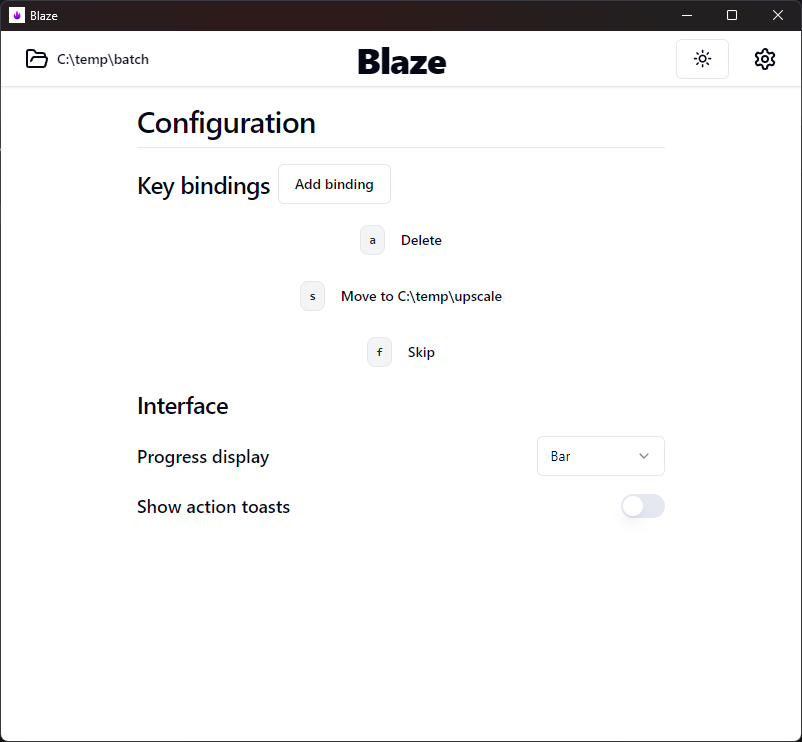 Blaze
C:\temp\batch
Blaze
Configuration
Key bindings
Add binding
a Delete
s Move to C:\temp\upscale
f Skip
Interface
Progress display Bar
Show action toasts